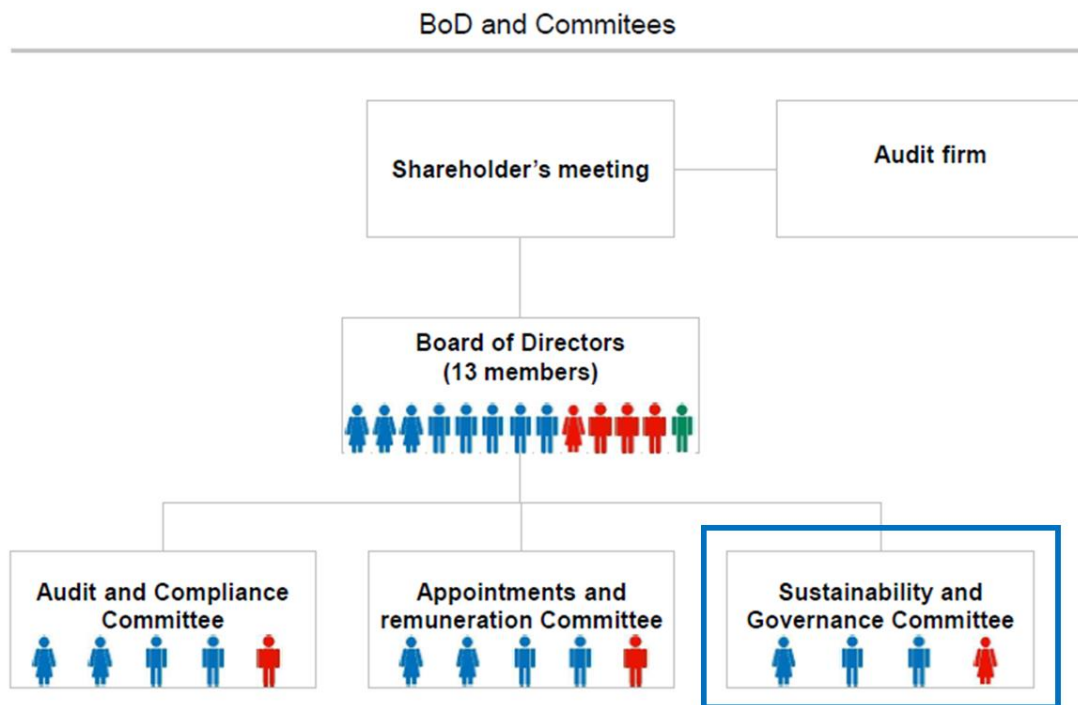 BoD and Commitees
Shareholder's meeting
Audit firm
Board of Directors
(13 members)
Audit and Compliance
Committee
Appointments and
remuneration Committee
Sustainability and
Governance Committee